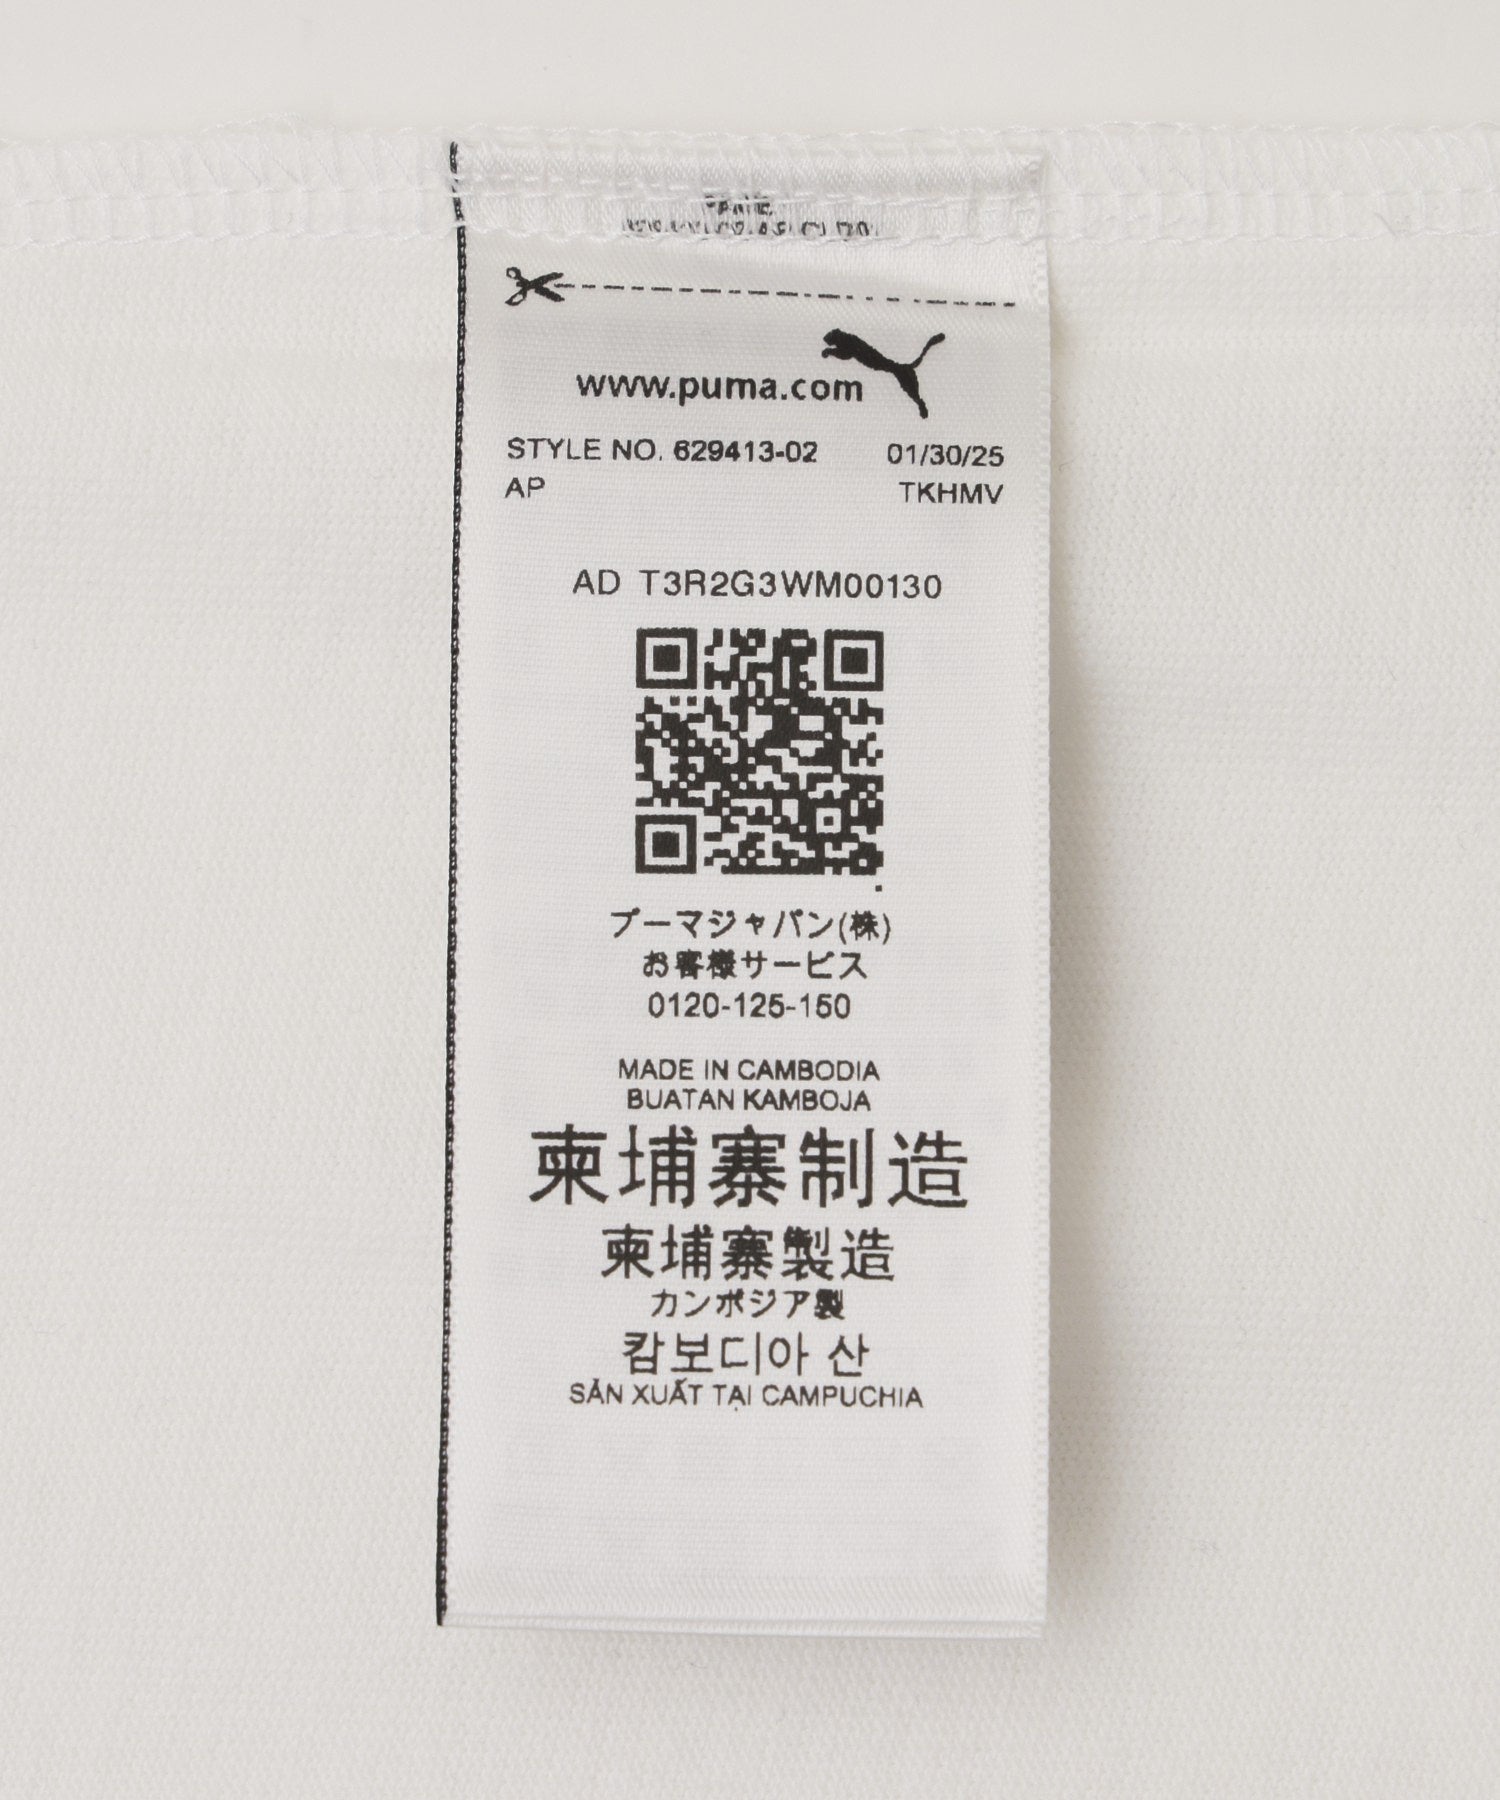 www.puma.com
STYLE NO. 629413-02 01/30/25
AP TKHMV
AD T3R2G3WM00130
プーマジャパン(株)
お客様サービス
0120-125-150
MADE IN CAMBODIA
BUATAN KAMBOJA
柬埔寨制造
柬埔寨製造
カンボジア製
캄보디아 산
SẢN XUẤT TẠI CAMPUCHIA